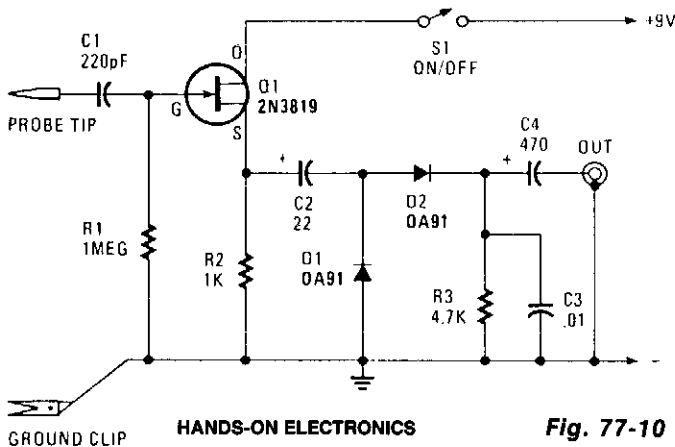 C1
220pF
PROBE TIP
G
D
S
Q1
2N3819
S1
ON/OFF
+9V
R1
1MEG
R2
1K
+
C2
22
D1
OA91
D2
OA91
+
C4
470
OUT
R3
4.7K
C3
.01
-
GROUND CLIP
HANDS-ON ELECTRONICS
Fig. 77-10